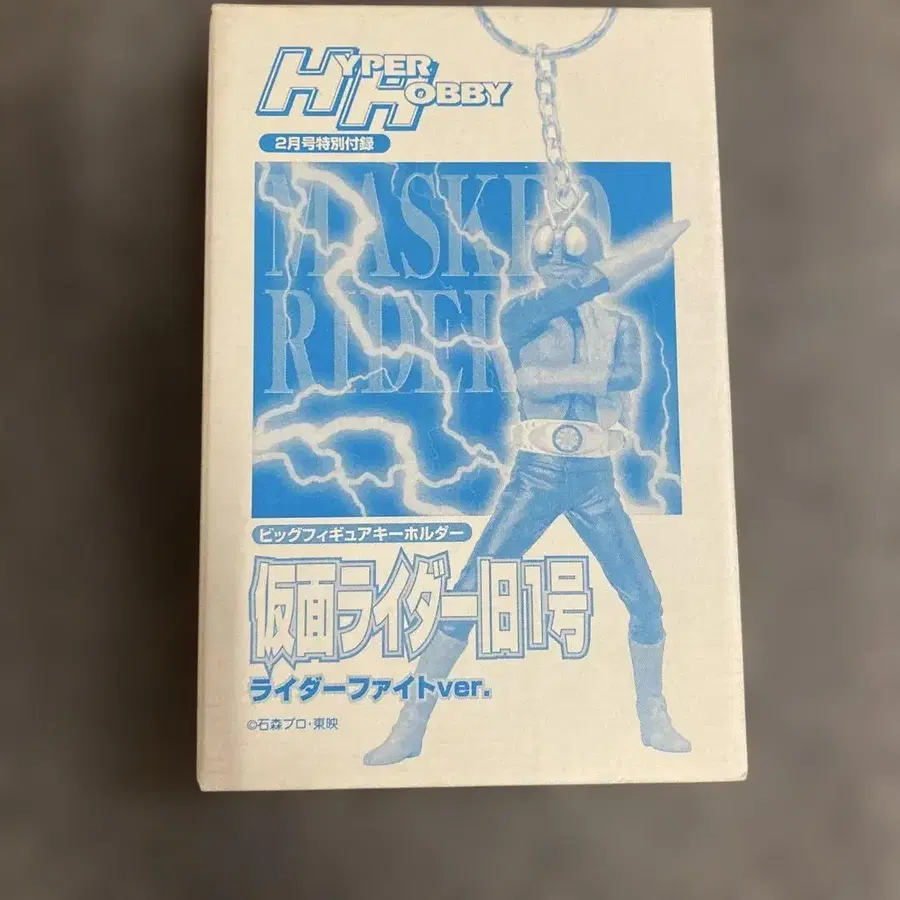 HYPER
HOBBY
2月号特別付録
MASKED
RIDER
ビッグフィギュアキーホルダー
仮面ライダー旧1号
ライダーファイトver.
©石森プロ・東映